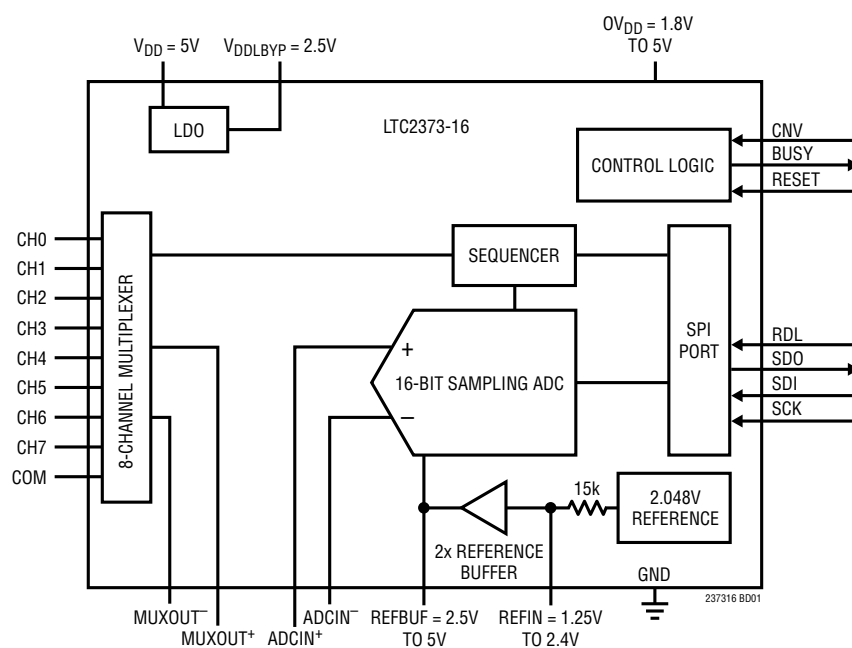 V_DD = 5V
V_DDLBYP = 2.5V
OV_DD = 1.8V
TO 5V
LDO
LTC2373-16
CONTROL LOGIC
CNV
BUSY
RESET
CH0
CH1
CH2
CH3
CH4
CH5
CH6
CH7
COM
8-CHANNEL MULTIPLEXER
SEQUENCER
+
16-BIT SAMPLING ADC
–
SPI
PORT
RDL
SDO
SDI
SCK
15k
2.048V
REFERENCE
2x REFERENCE
BUFFER
GND
237316 BD01
MUXOUT⁻
MUXOUT⁺
ADCIN⁺
ADCIN⁻
REFBUF = 2.5V
TO 5V
REFIN = 1.25V
TO 2.4V